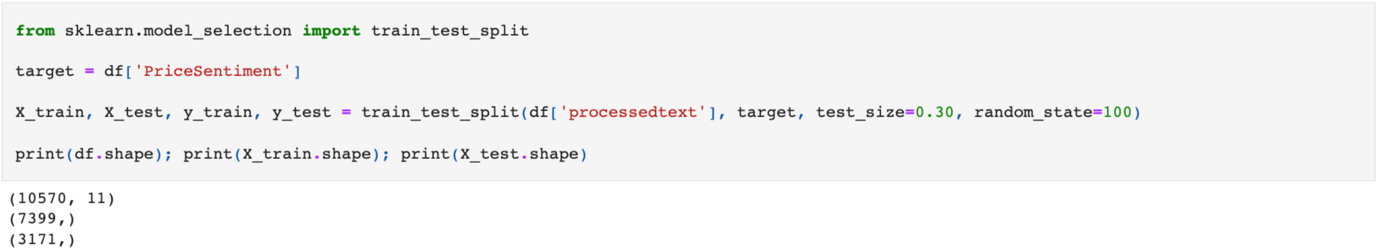 from sklearn.model_selection import train_test_split
target = df['PriceSentiment']
X_train, X_test, y_train, y_test = train_test_split(df['processedtext'], target, test_size=0.30, random_state=100)
print(df.shape); print(X_train.shape); print(X_test.shape)
(10570, 11)
(7399,)
(3171,)